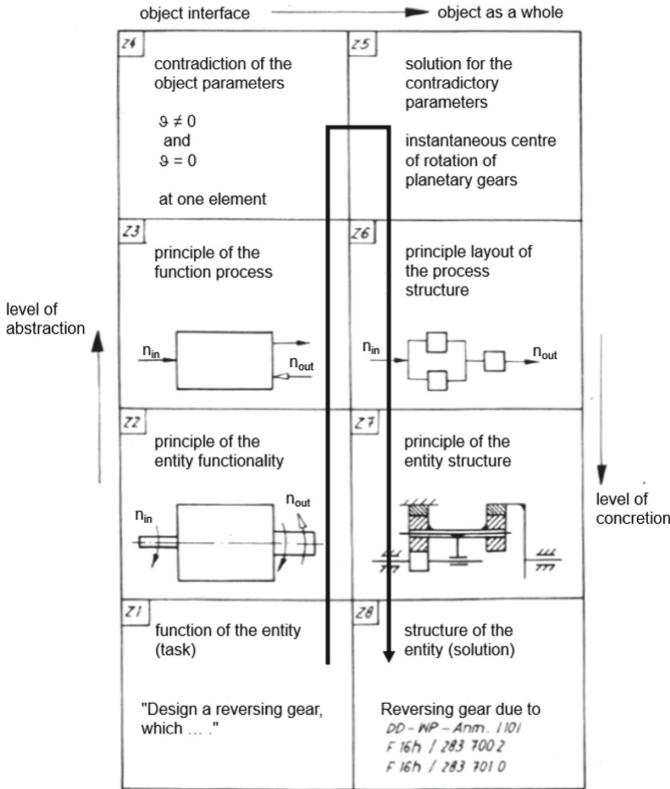 object interface
object as a whole
Z4
contradiction of the
object parameters
ϑ ≠ 0
and
ϑ = 0
at one element
Z5
solution for the
contradictory
parameters
instantaneous centre
of rotation of
planetary gears
Z3
principle of the
function process
n_in
n_out
Z6
principle layout of
the process
structure
n_in
n_out
level of
abstraction
Z2
principle of the
entity functionality
n_in
n_out
Z7
principle of the
entity structure
level of
concretion
Z1
function of the entity
(task)
"Design a reversing gear,
which ... ."
Z8
structure of the
entity (solution)
Reversing gear due to
DD-WP-Anm. 1101
F 16h / 283 700 2
F 16h / 283 701 0